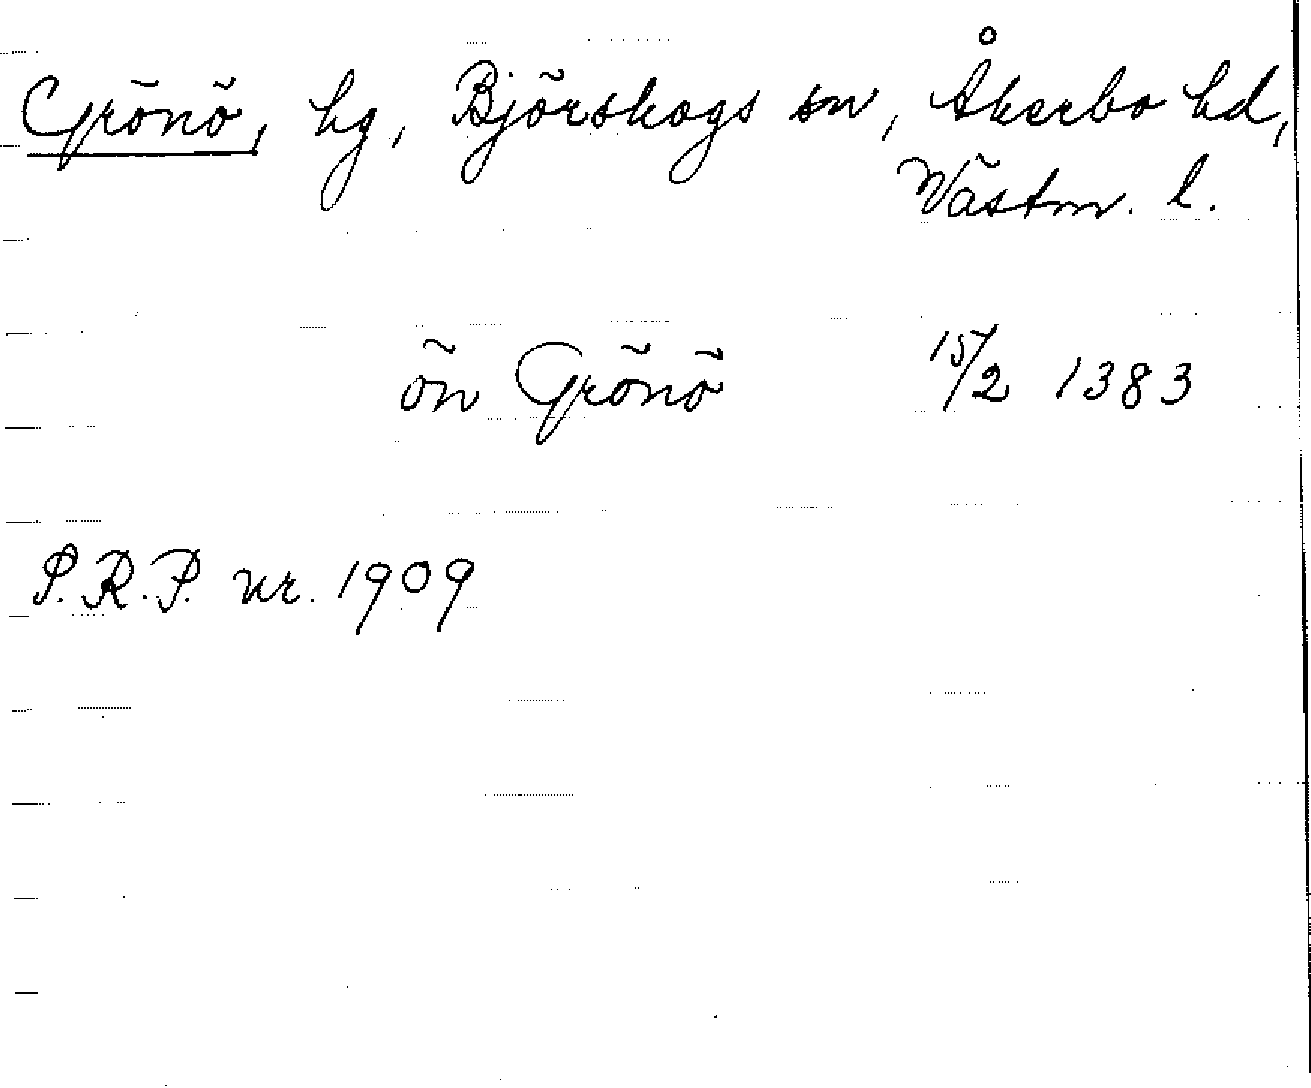 Grönö, hg, Björskogs sn, Åkerbo hd,
Västm. l.
ön Grönö 15/2 1383
S.R.P. nr. 1909